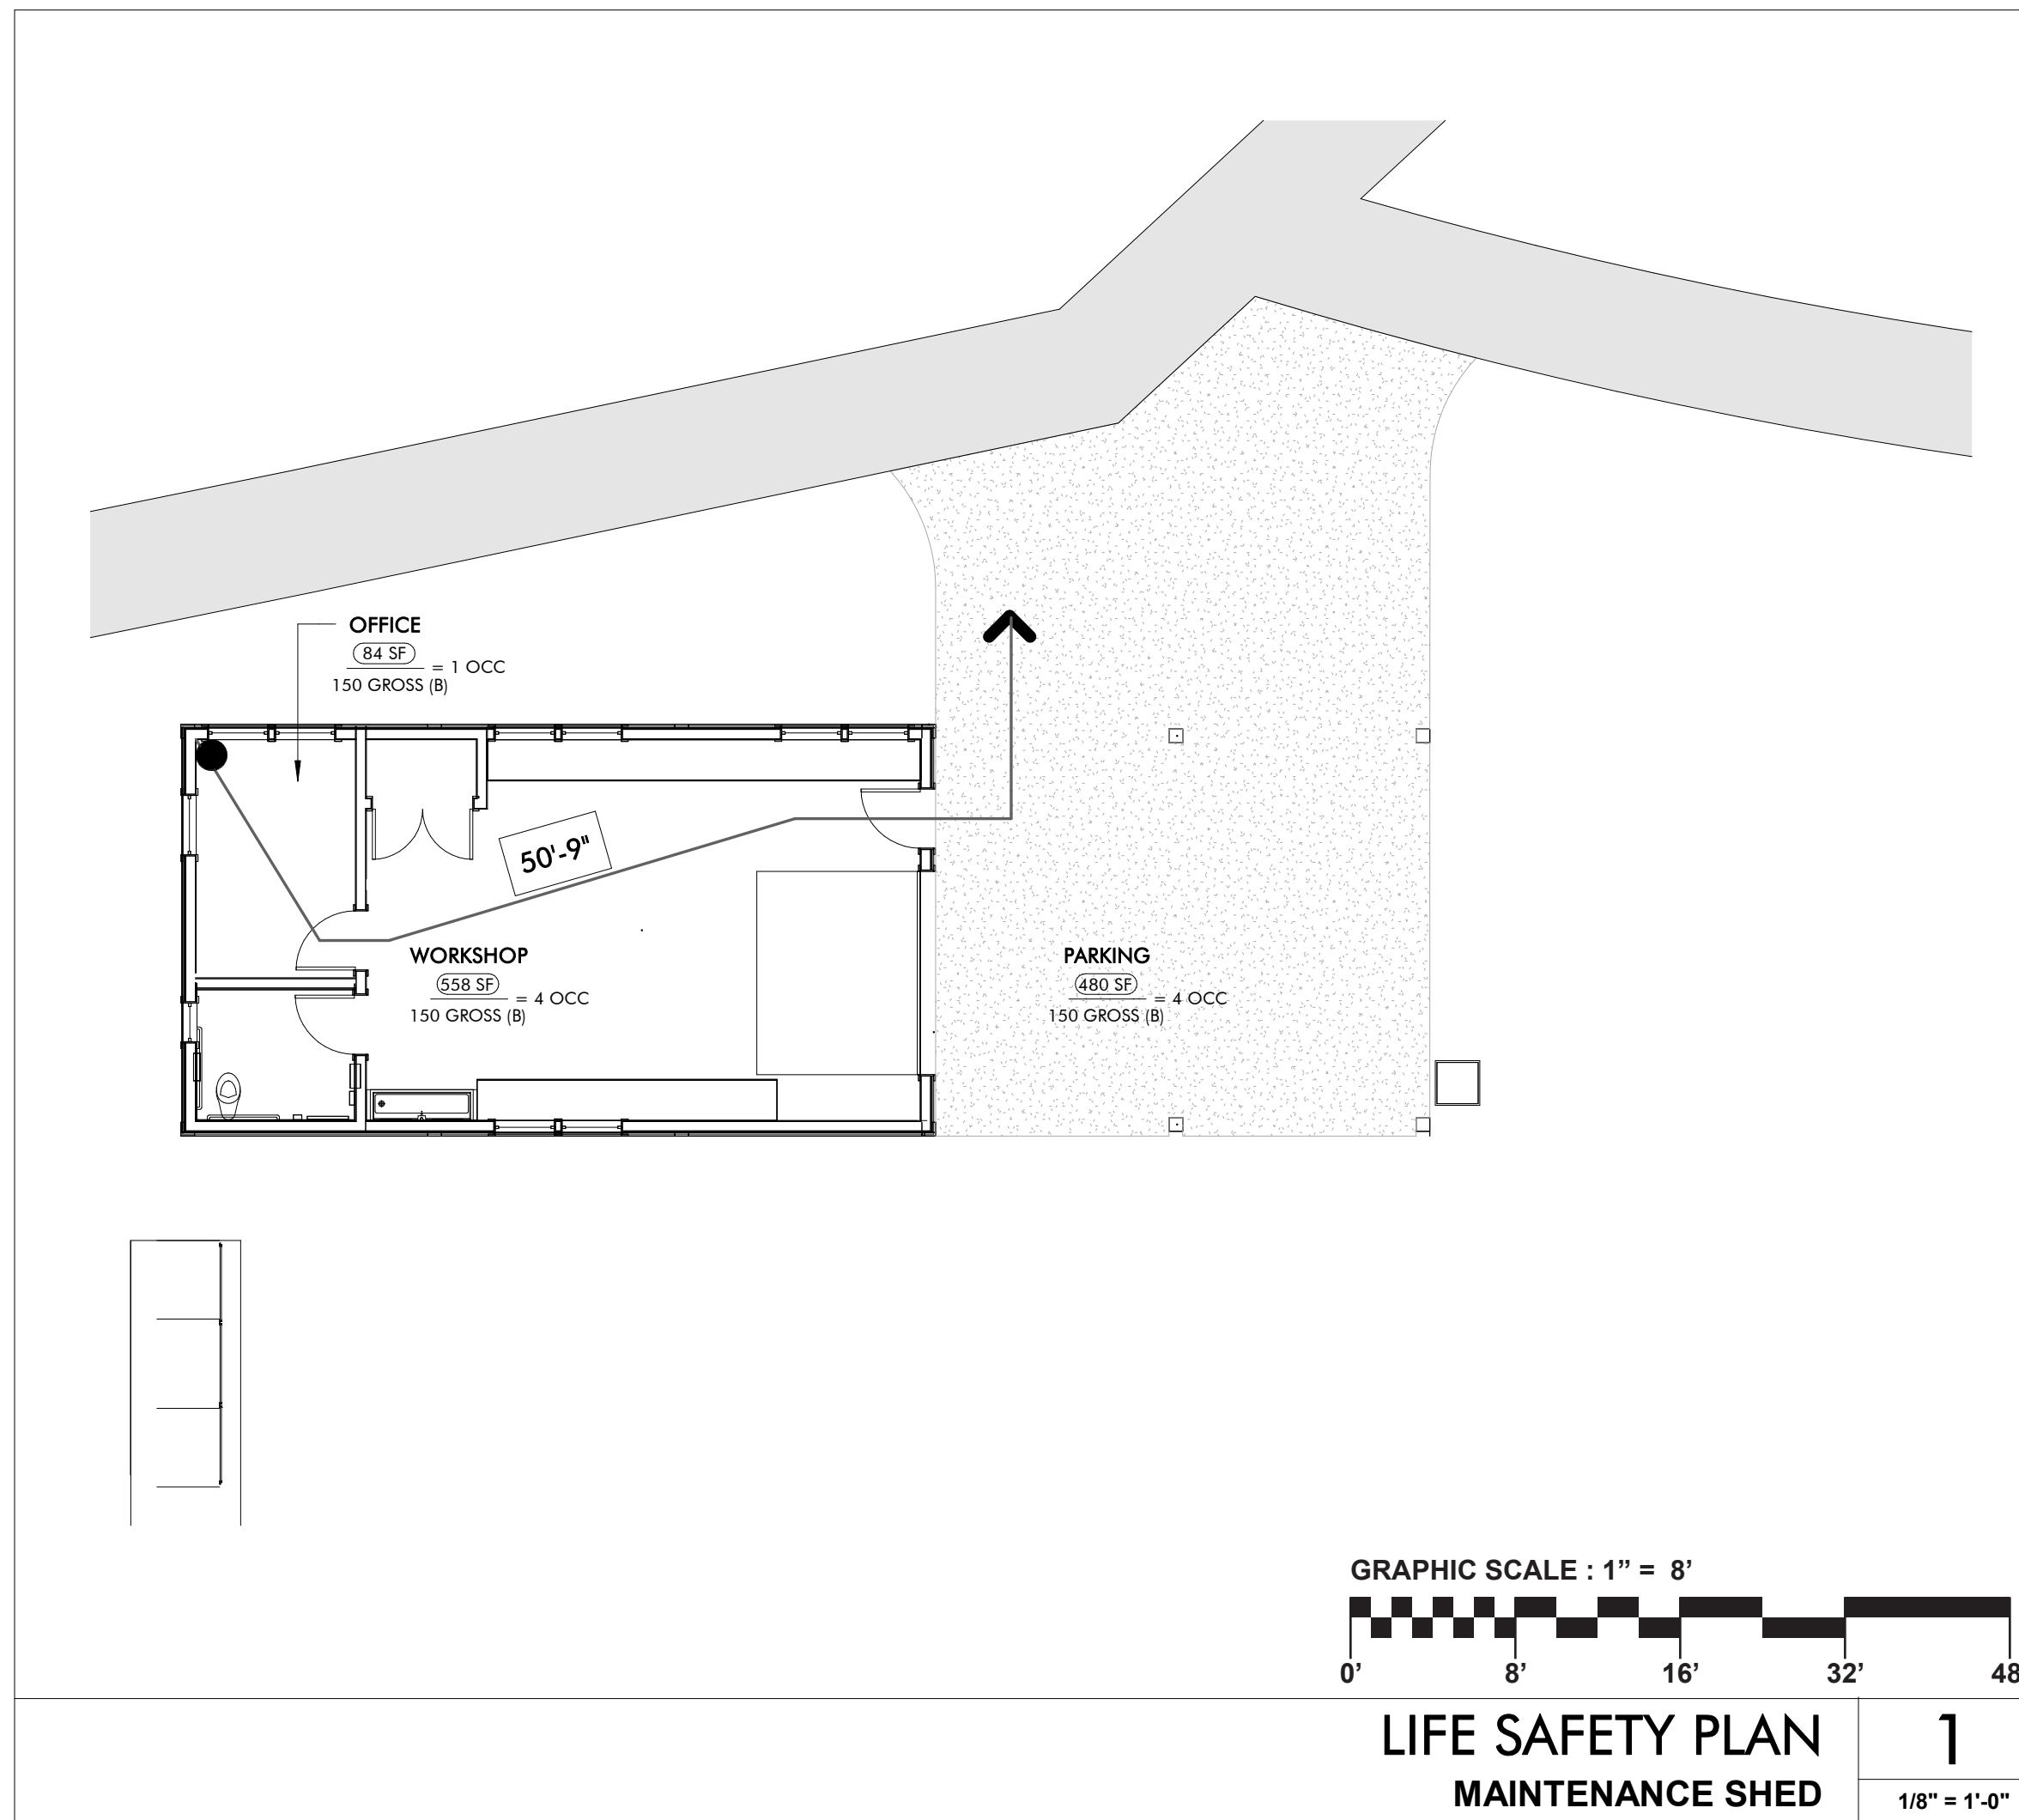 OFFICE
84 SF
= 1 OCC
150 GROSS (B)
50'-9"
WORKSHOP
558 SF
= 4 OCC
150 GROSS (B)
PARKING
480 SF
= 4 OCC
150 GROSS (B)
GRAPHIC SCALE : 1” = 8’
0’ 8’ 16’ 32’ 48
LIFE SAFETY PLAN
MAINTENANCE SHED
1
1/8" = 1'-0"